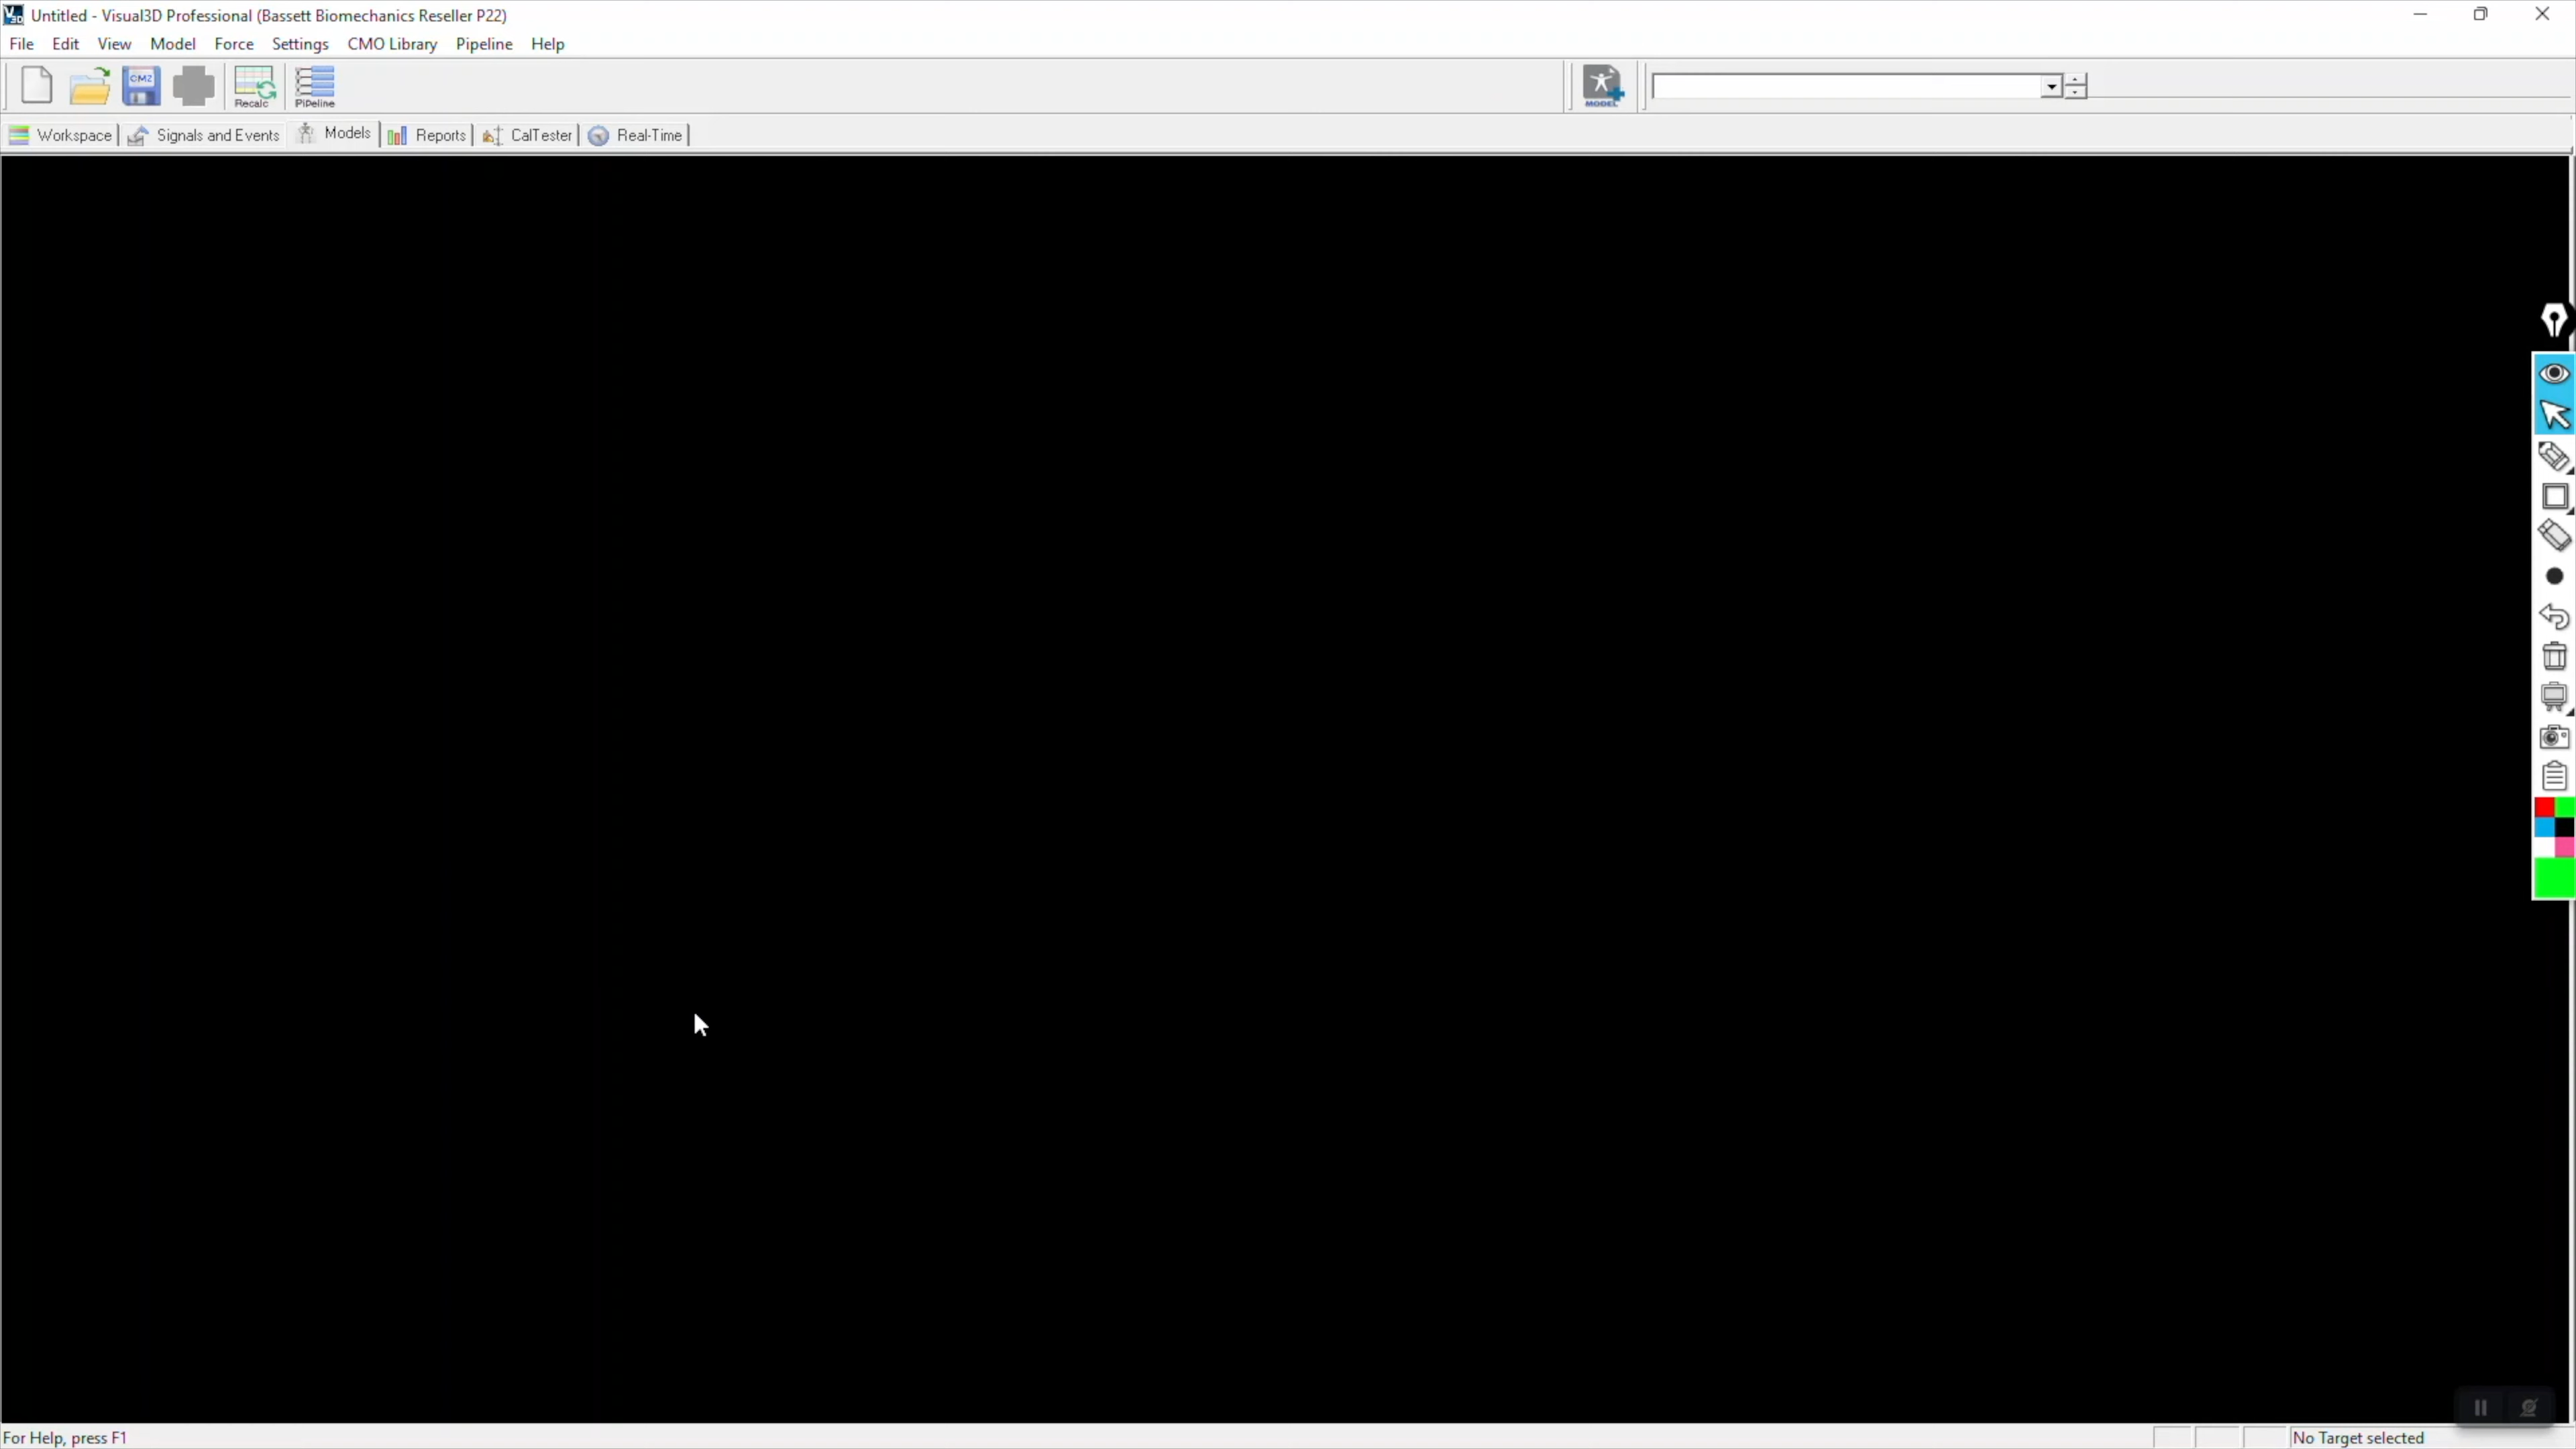 Untitled - Visual3D Professional (Bassett Biomechanics Reseller P22)
File Edit View Model Force Settings CMO Library Pipeline Help
CMZ Recalc Pipeline MODEL
Workspace Signals and Events Models Reports CalTester Real-Time
For Help, press F1 No Target selected